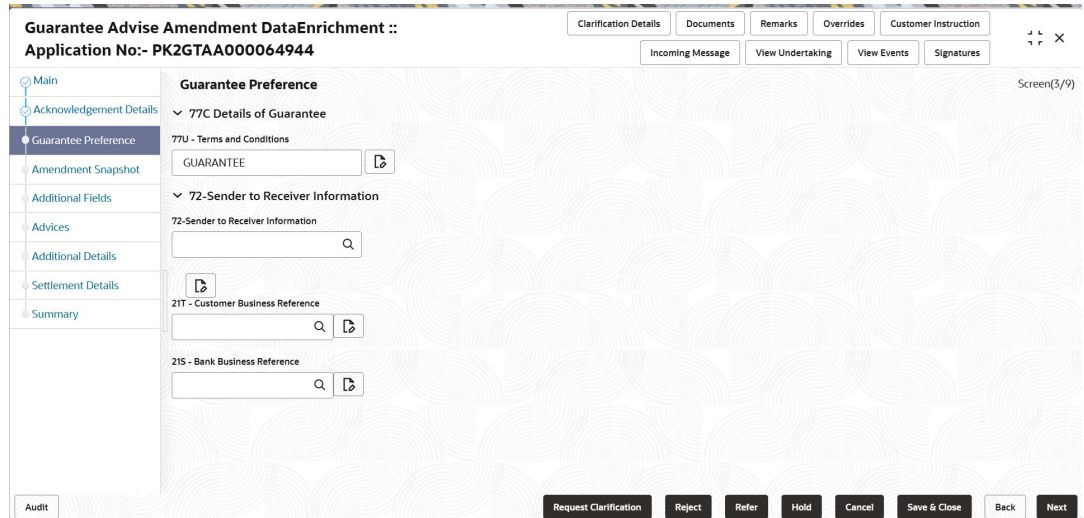 Guarantee Advise Amendment DataEnrichment ::
Application No:- PK2GTAA000064944
Clarification Details
Documents
Remarks
Overrides
Customer Instruction
Incoming Message
View Undertaking
View Events
Signatures
Main
Acknowledgement Details
Guarantee Preference
Amendment Snapshot
Additional Fields
Advices
Additional Details
Settlement Details
Summary
Guarantee Preference
Screen(3/9)
77C Details of Guarantee
77U - Terms and Conditions
GUARANTEE
72-Sender to Receiver Information
72-Sender to Receiver Information
21T - Customer Business Reference
21S - Bank Business Reference
Audit
Request Clarification
Reject
Refer
Hold
Cancel
Save & Close
Back
Next